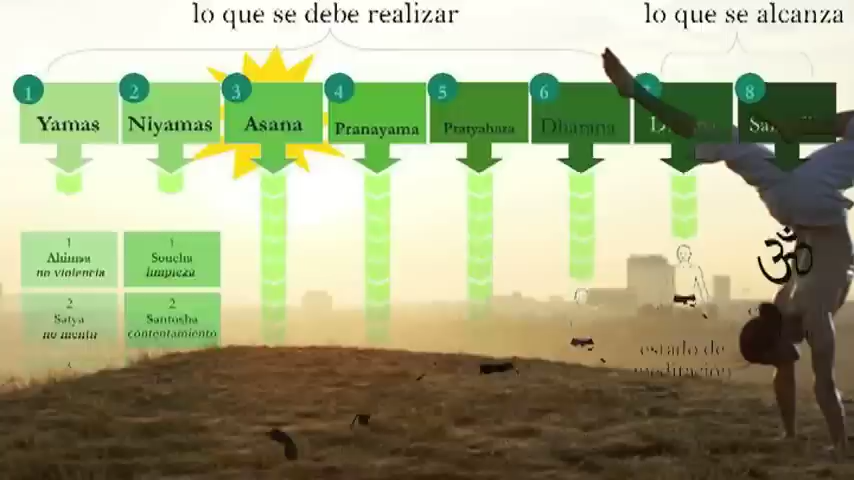 lo que se debe realizar
lo que se alcanza
1
2
3
4
5
6
7
8
Yamas
Niyamas
Asana
Pranayama
Pratyahara
Dharana
1
Ahimsa
no violencia
1
Soucha
limpieza
2
Satya
no mentir
2
Santosha
contentamiento
ॐ
estado de
meditación